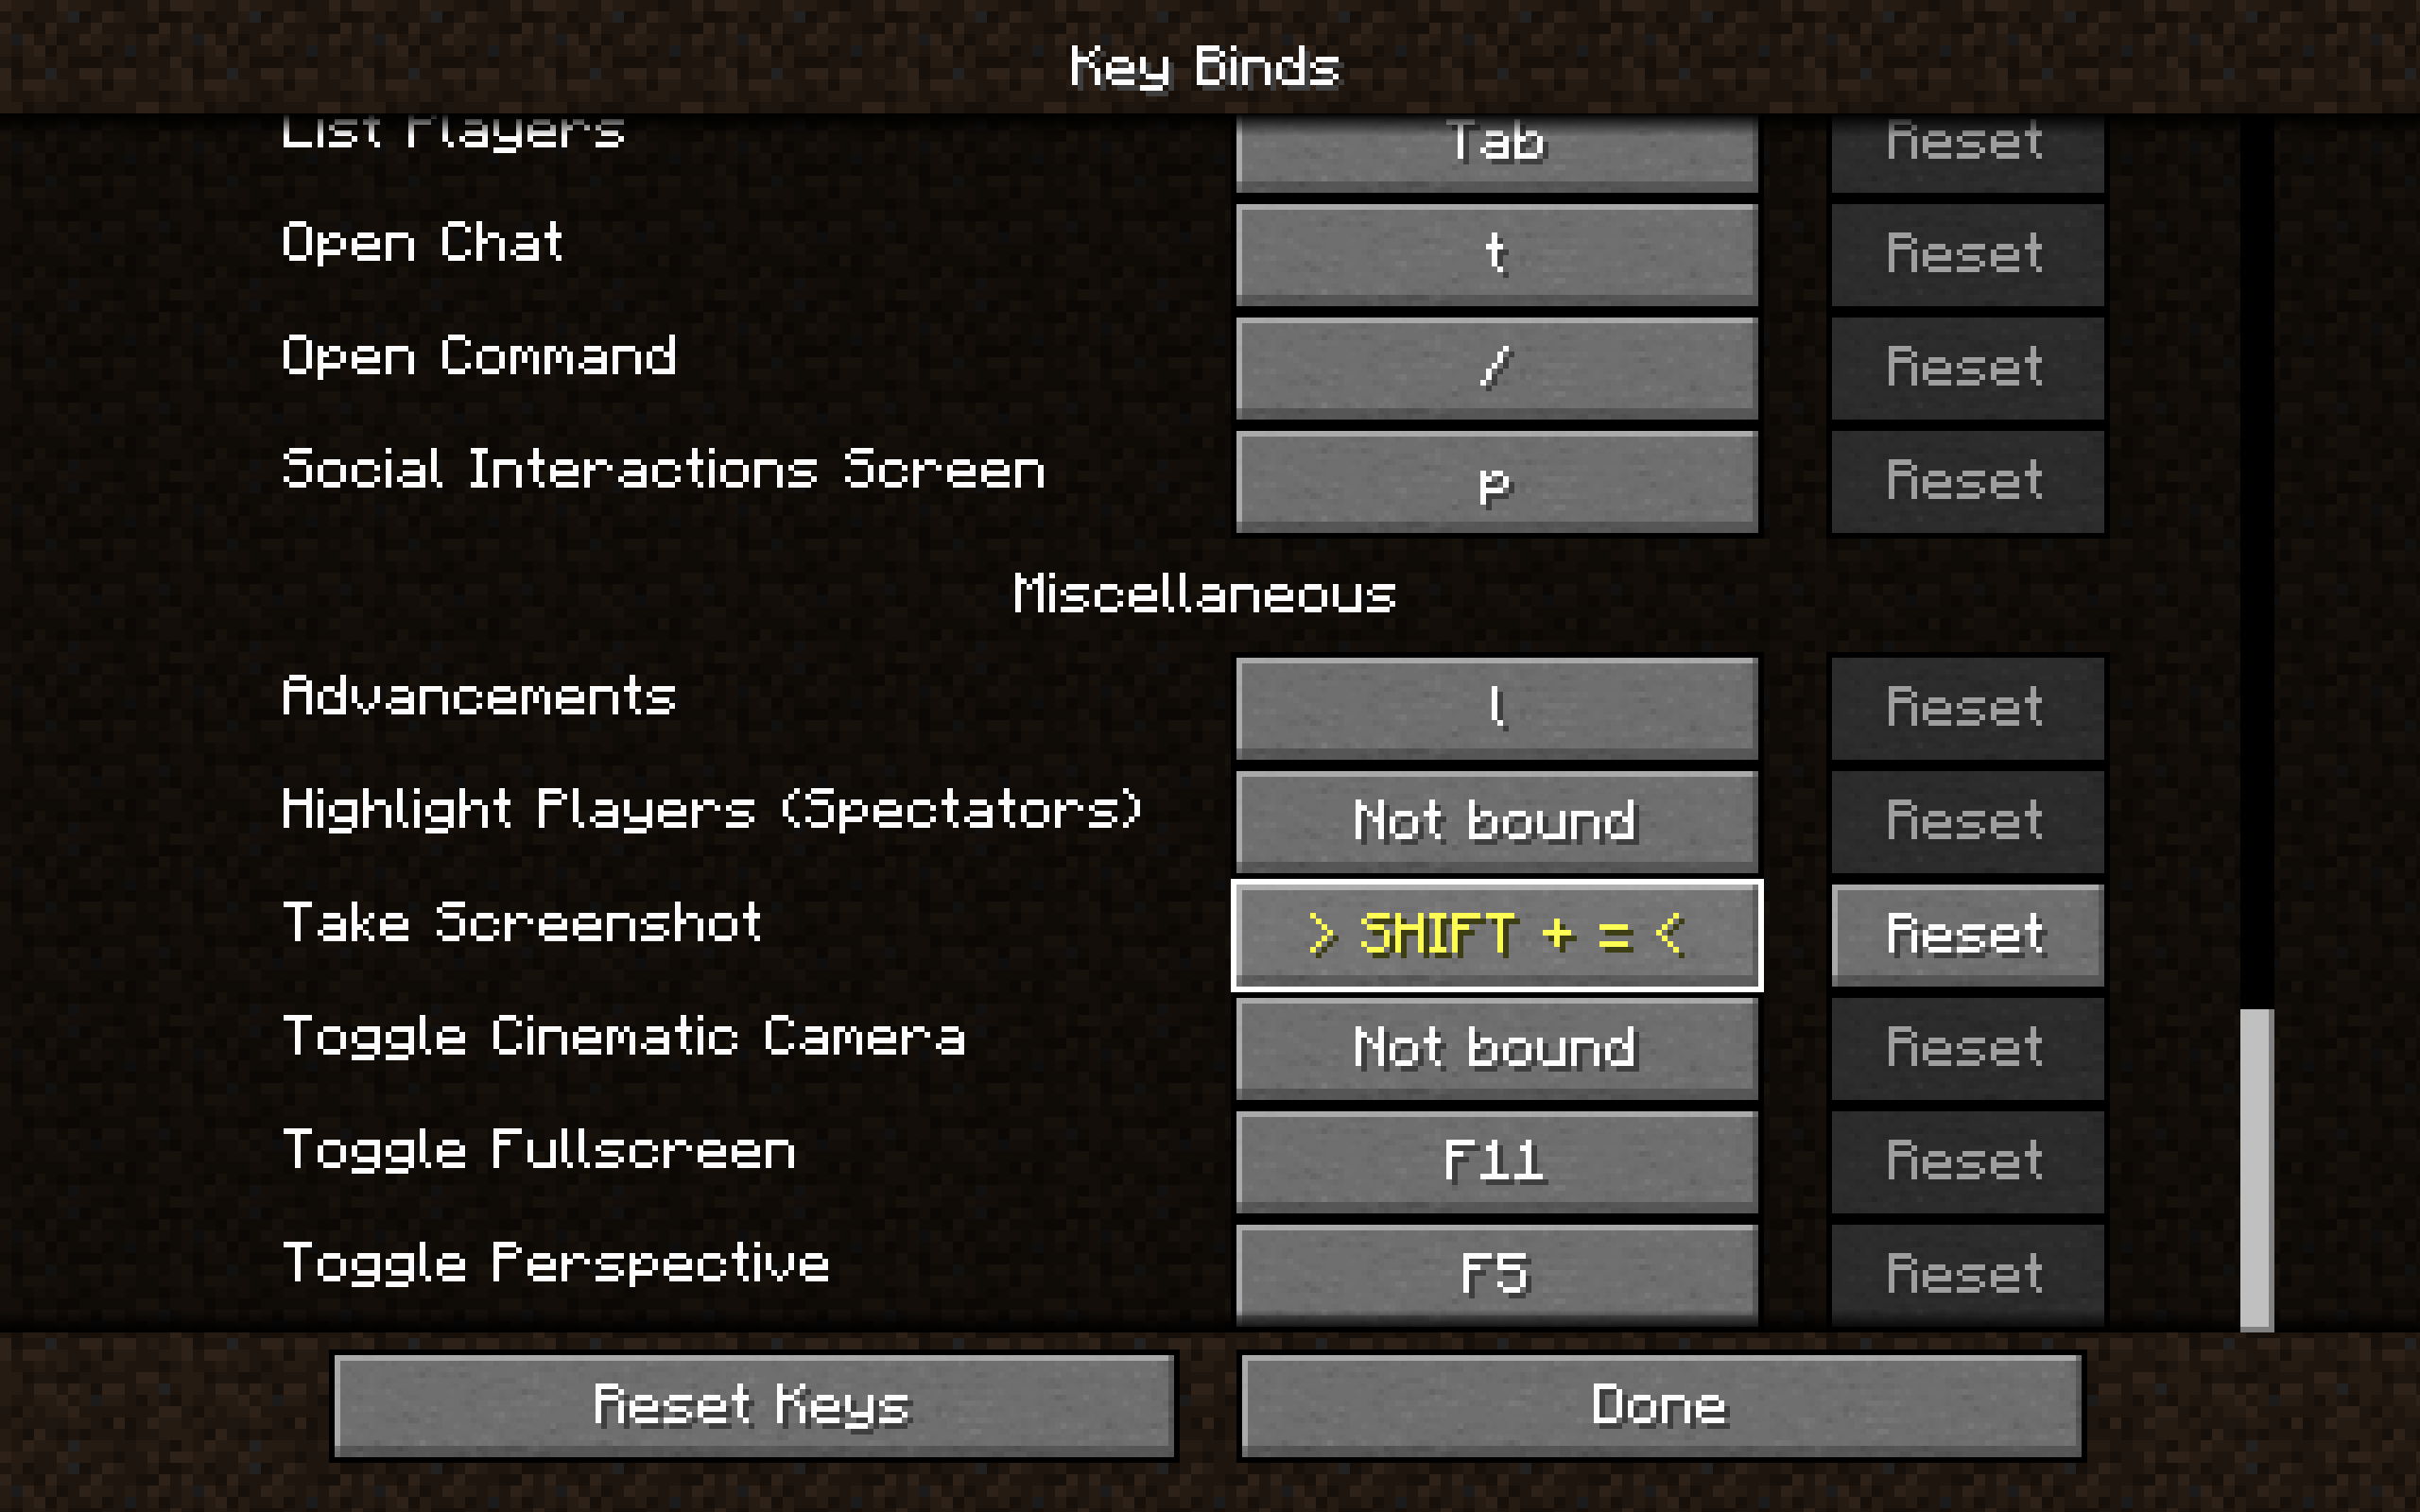 Key Binds
List Players Tab Reset
Open Chat t Reset
Open Command / Reset
Social Interactions Screen p Reset
Miscellaneous
Advancements l Reset
Highlight Players (Spectators) Not bound Reset
Take Screenshot > SHIFT + = < Reset
Toggle Cinematic Camera Not bound Reset
Toggle Fullscreen F11 Reset
Toggle Perspective F5 Reset
Reset Keys Done